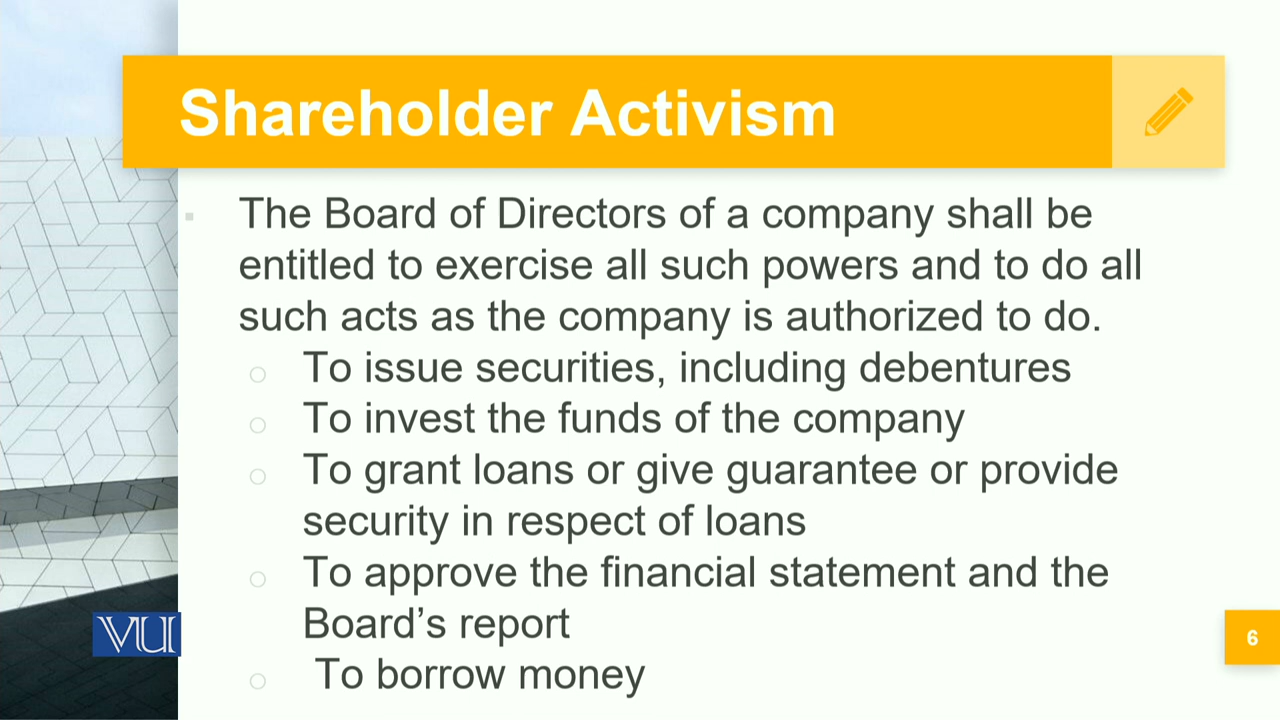 Shareholder Activism
The Board of Directors of a company shall be
entitled to exercise all such powers and to do all
such acts as the company is authorized to do.
To issue securities, including debentures
To invest the funds of the company
To grant loans or give guarantee or provide
security in respect of loans
To approve the financial statement and the
Board’s report
To borrow money
VU
6